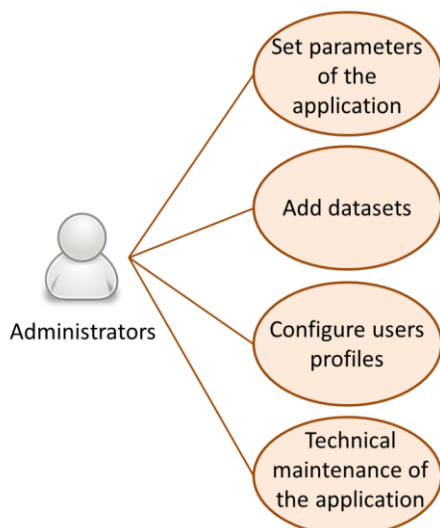 Set parameters
of the
application
Add datasets
Administrators
Configure users
profiles
Technical
maintenance of
the application